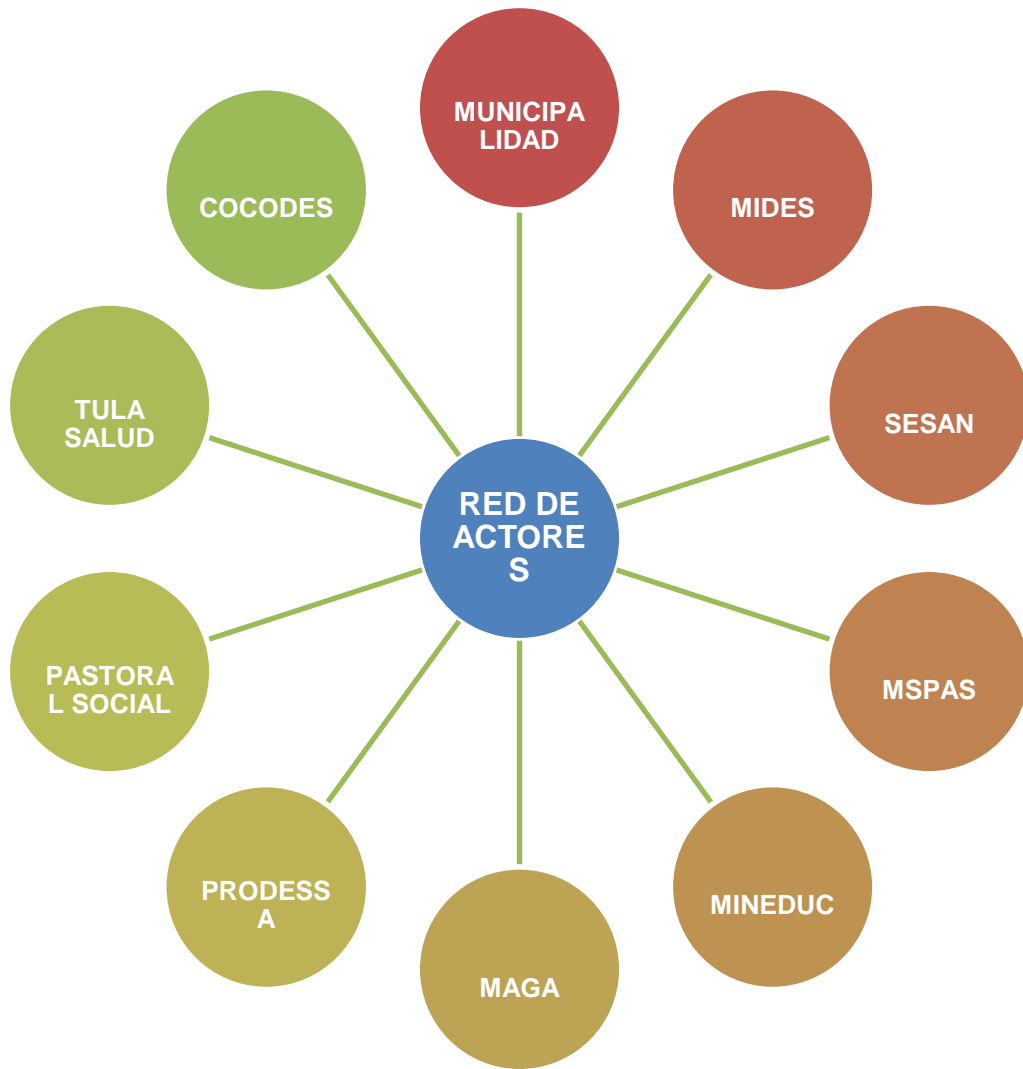 MUNICIPA
LIDAD
MIDES
SESAN
MSPAS
MINEDUC
MAGA
PRODESS
A
PASTORA
L SOCIAL
TULA
SALUD
COCODES
RED DE
ACTORE
S